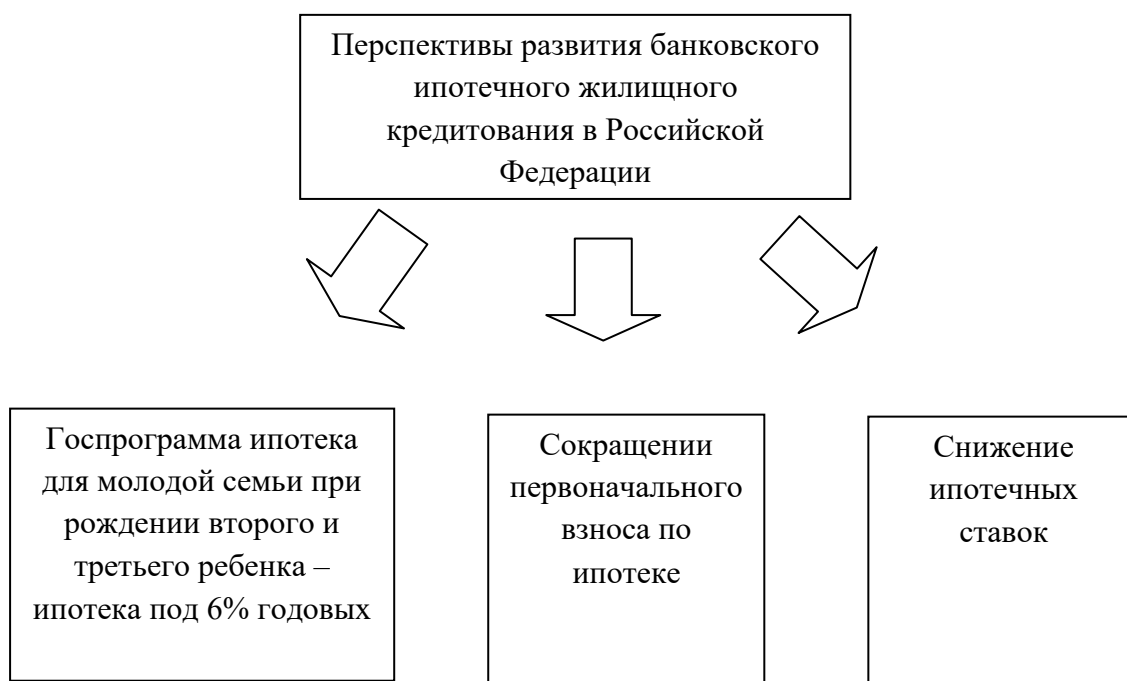 Перспективы развития банковского
ипотечного жилищного
кредитования в Российской
Федерации
Госпрограмма ипотека
для молодой семьи при
рождении второго и
третьего ребенка –
ипотека под 6% годовых
Сокращении
первоначального
взноса по
ипотеке
Снижение
ипотечных
ставок